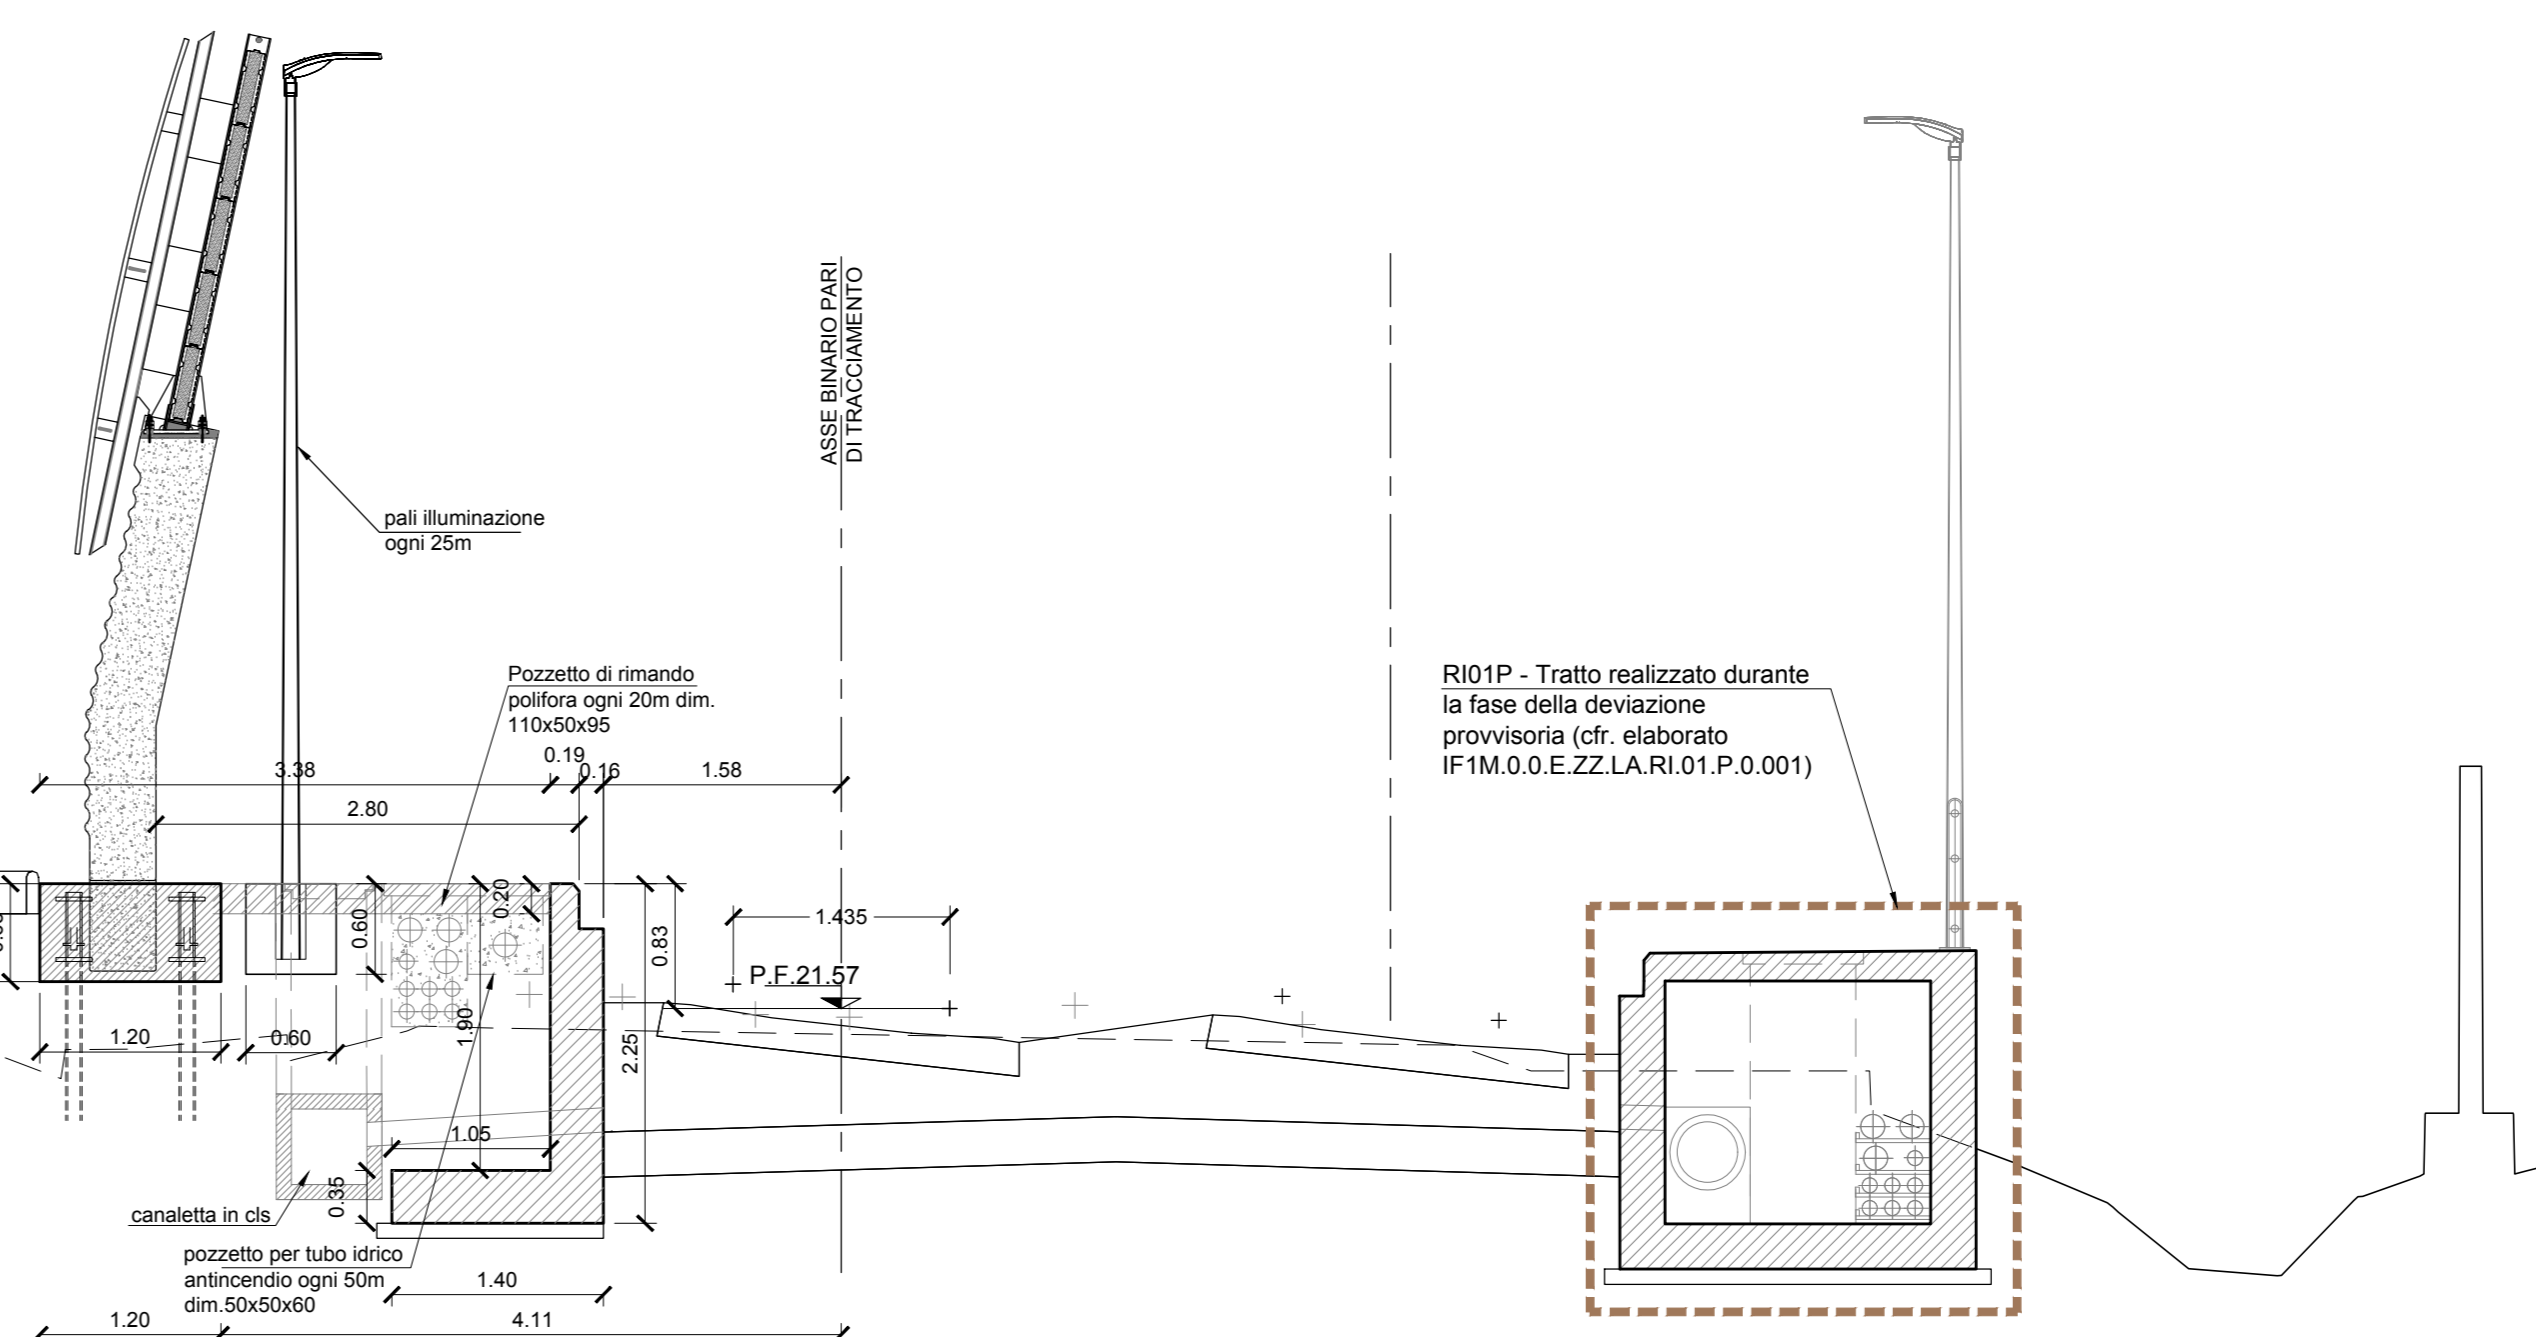 ASSE BINARIO PARI
DI TRACCIAMENTO
pali illuminazione
ogni 25m
Pozzetto di rimando
polifora ogni 20m dim.
110x50x95
RI01P - Tratto realizzato durante
la fase della deviazione
provvisoria (cfr. elaborato
IF1M.0.0.E.ZZ.LA.RI.01.P.0.001)
3.38
0.19
0.16
1.58
2.80
0.20
0.60
0.83
1.435
P.F.21.57
1.90
2.25
1.20
0.60
1.05
0.35
canaletta in cls
pozzetto per tubo idrico
antincendio ogni 50m
dim.50x50x60
1.40
1.20
4.11